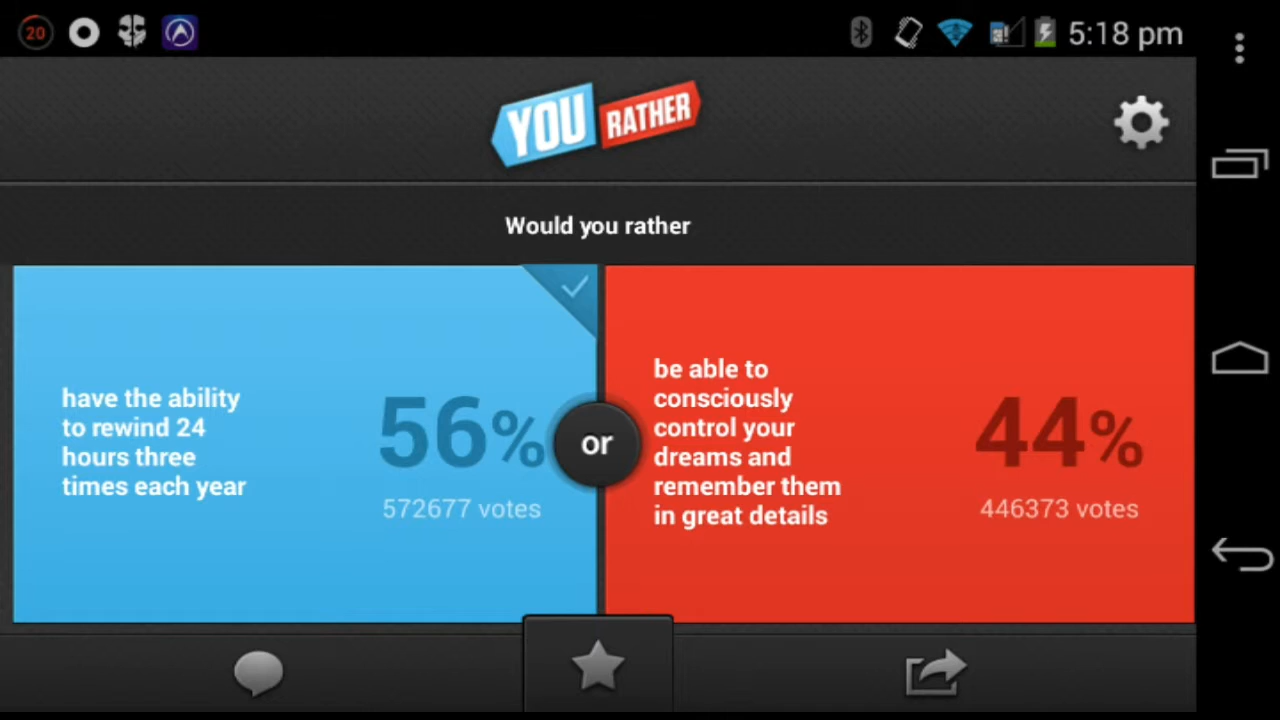 20
3!
5:18 pm
YOU RATHER
Would you rather
have the ability
to rewind 24
hours three
times each year
56%
572677 votes
or
be able to
consciously
control your
dreams and
remember them
in great details
44%
446373 votes